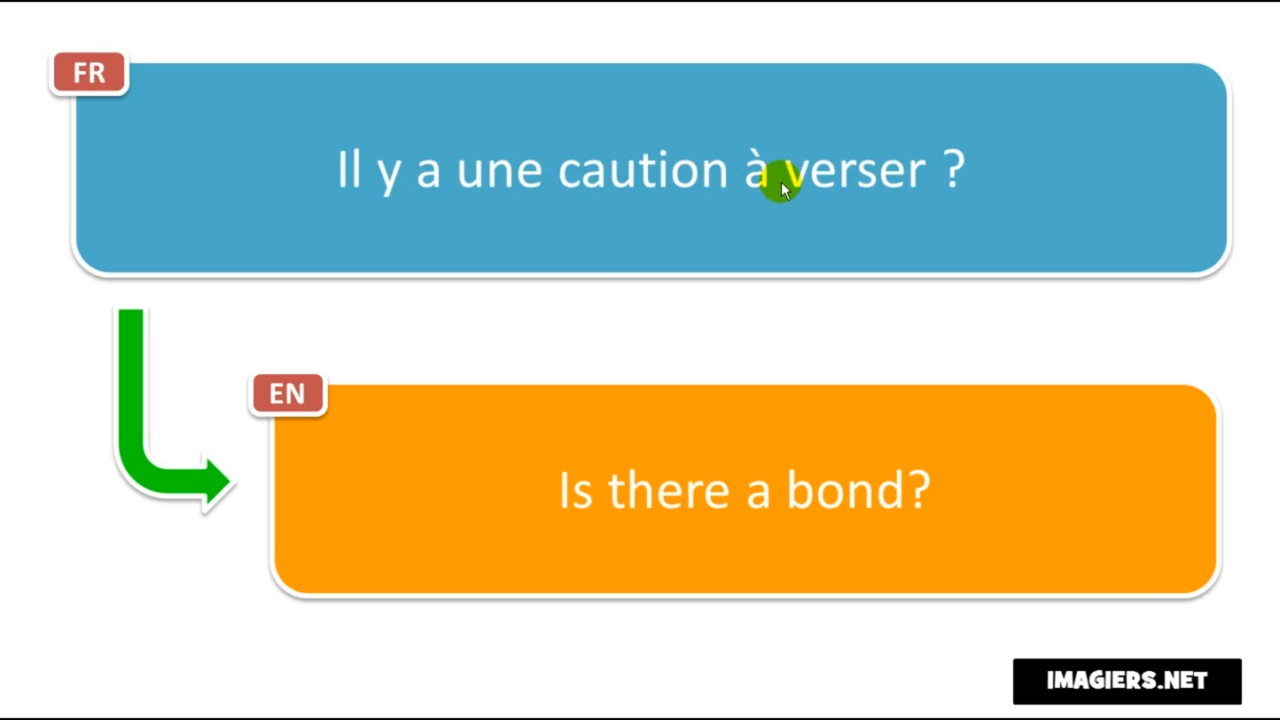 FR
Il y a une caution à verser ?
EN
Is there a bond?
IMAGIERS.NET